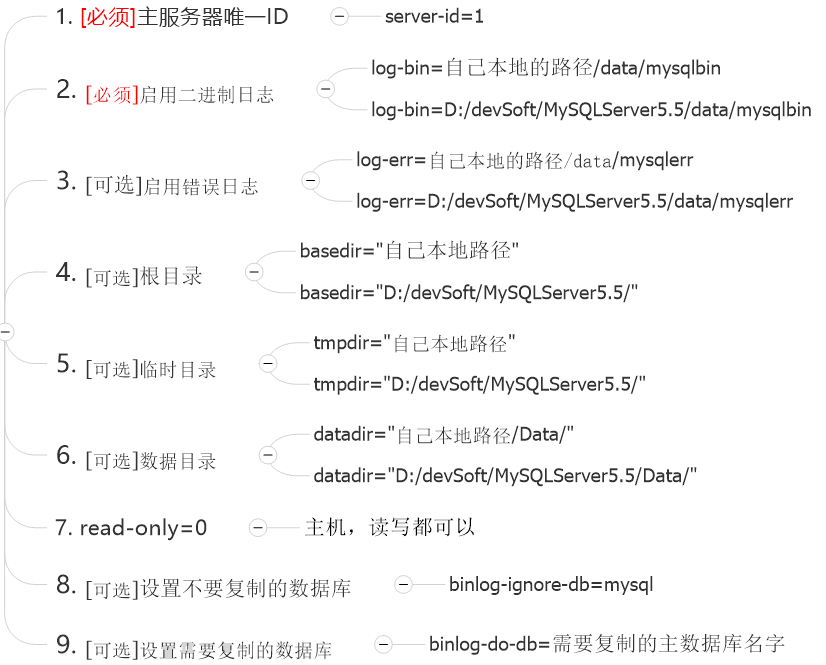 1. [必须]主服务器唯一ID
server-id=1
2. [必须]启用二进制日志
log-bin=自己本地的路径/data/mysqlbin
log-bin=D:/devSoft/MySQLServer5.5/data/mysqlbin
3. [可选]启用错误日志
log-err=自己本地的路径/data/mysqlerr
log-err=D:/devSoft/MySQLServer5.5/data/mysqlerr
4. [可选]根目录
basedir="自己本地路径"
basedir="D:/devSoft/MySQLServer5.5/"
5. [可选]临时目录
tmpdir="自己本地路径"
tmpdir="D:/devSoft/MySQLServer5.5/"
6. [可选]数据目录
datadir="自己本地路径/Data/"
datadir="D:/devSoft/MySQLServer5.5/Data/"
7. read-only=0
主机，读写都可以
8. [可选]设置不要复制的数据库
binlog-ignore-db=mysql
9. [可选]设置需要复制的数据库
binlog-do-db=需要复制的主数据库名字